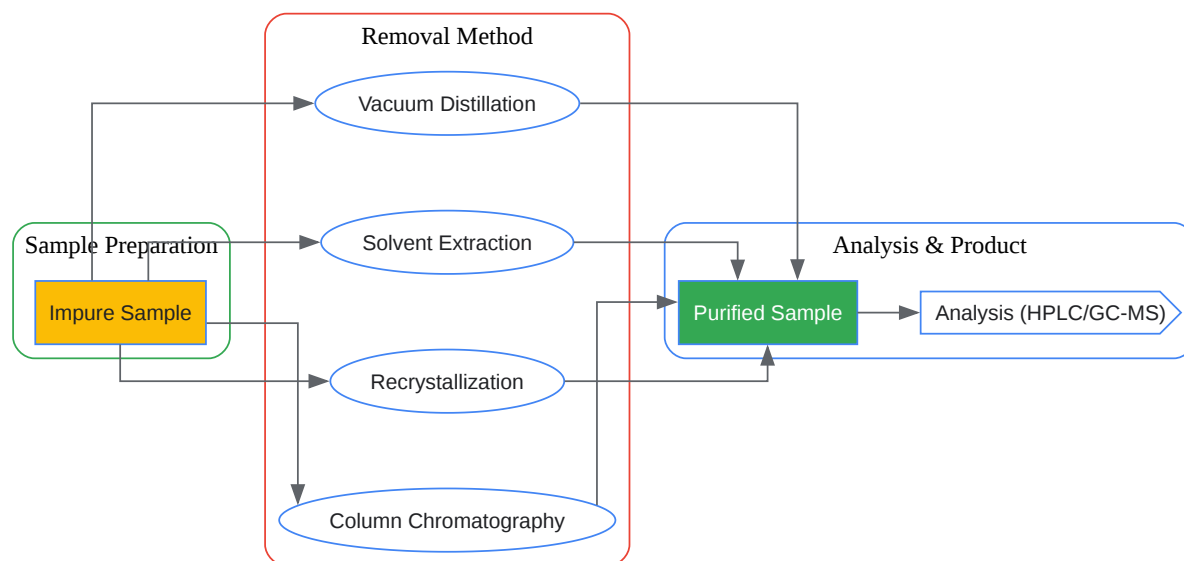 Removal Method
Vacuum Distillation
Solvent Extraction
Sample Preparation
Analysis & Product
Impure Sample
Purified Sample
Analysis (HPLC/GC-MS)
Recrystallization
Column Chromatography